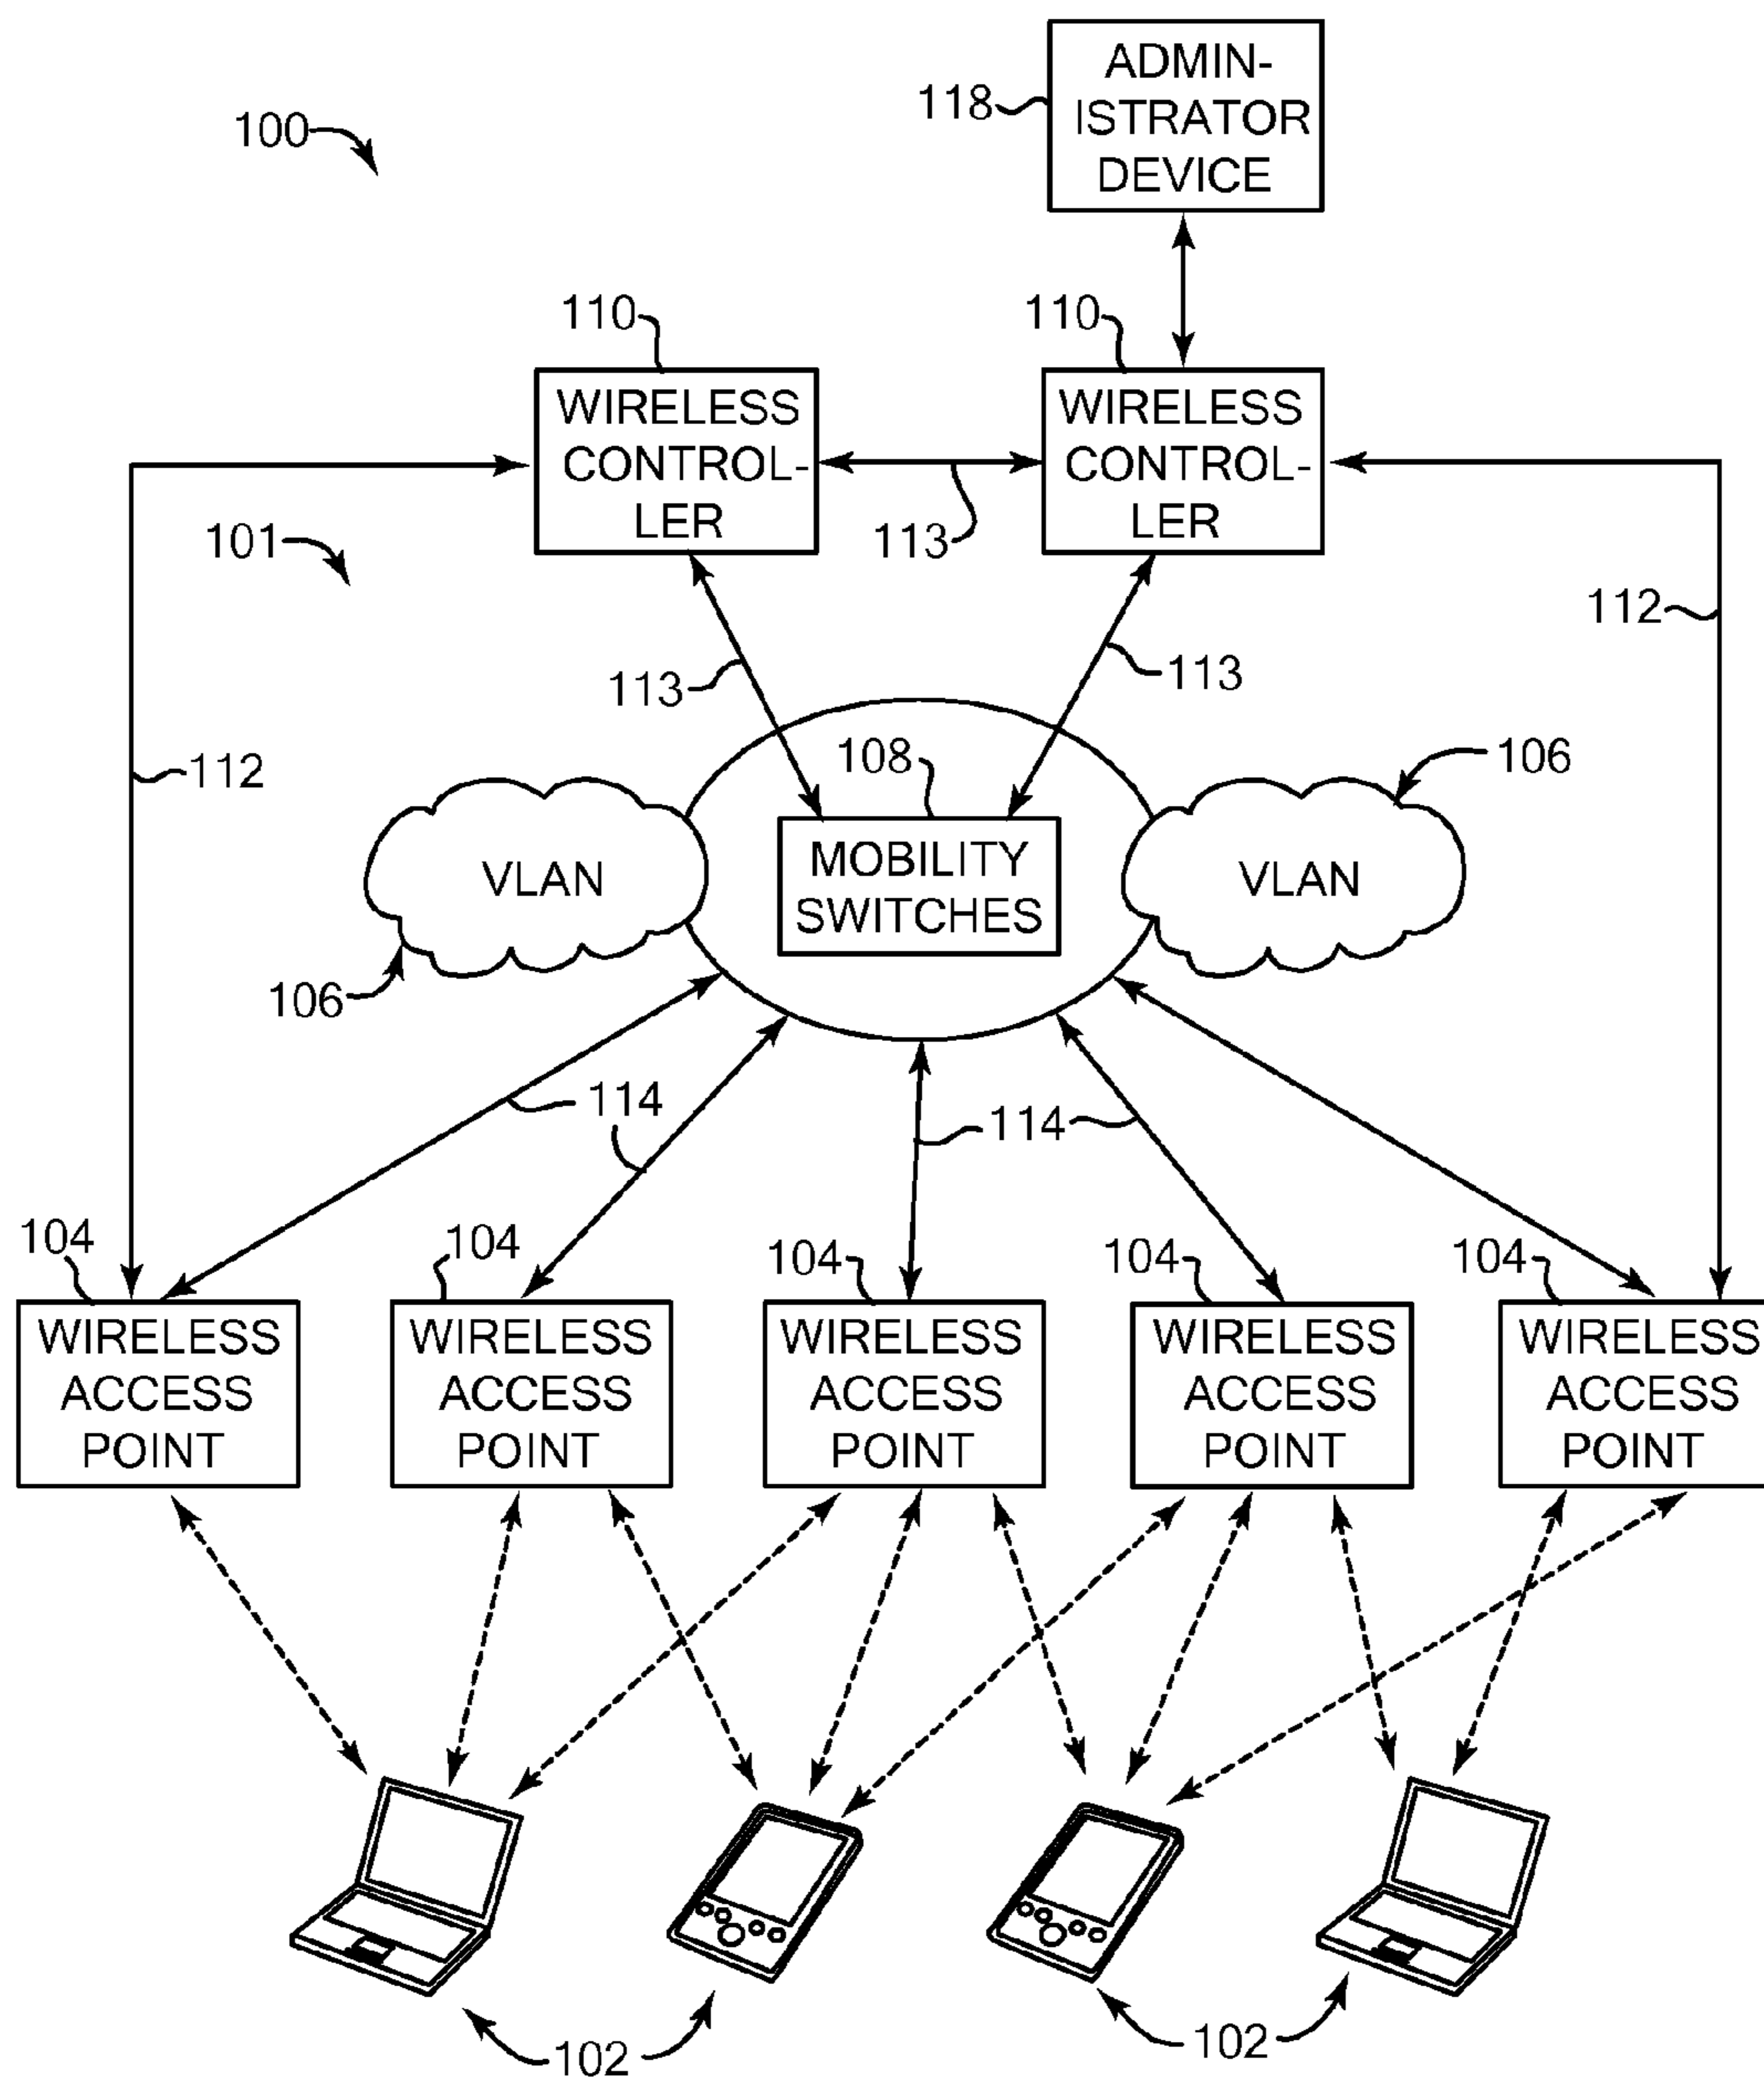 ADMIN-
ISTRATOR
DEVICE
118
100
110
110
WIRELESS
CONTROL-
LER
WIRELESS
CONTROL-
LER
113
101
112
113
113
108
106
112
VLAN
MOBILITY
SWITCHES
VLAN
106
114
114
104
104
104
104
104
WIRELESS
ACCESS
POINT
WIRELESS
ACCESS
POINT
WIRELESS
ACCESS
POINT
WIRELESS
ACCESS
POINT
WIRELESS
ACCESS
POINT
102
102